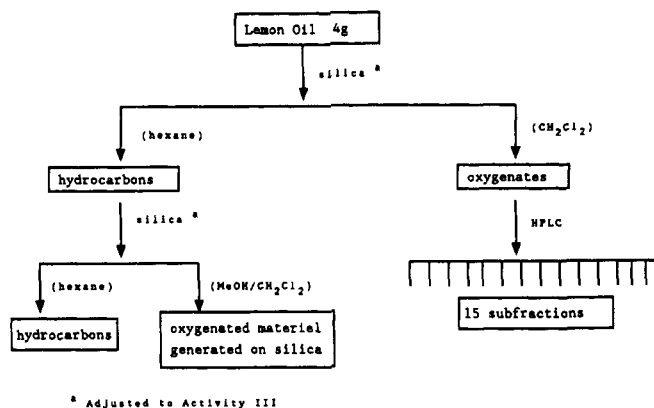 Lemon Oil 4g
silica a
(hexane)
(CH2Cl2)
hydrocarbons
oxygenates
silica a
HPLC
(hexane)
(MeOH/CH2Cl2)
hydrocarbons
oxygenated materiel
generated on silica
15 subfractions
a Adjusted to Activity III